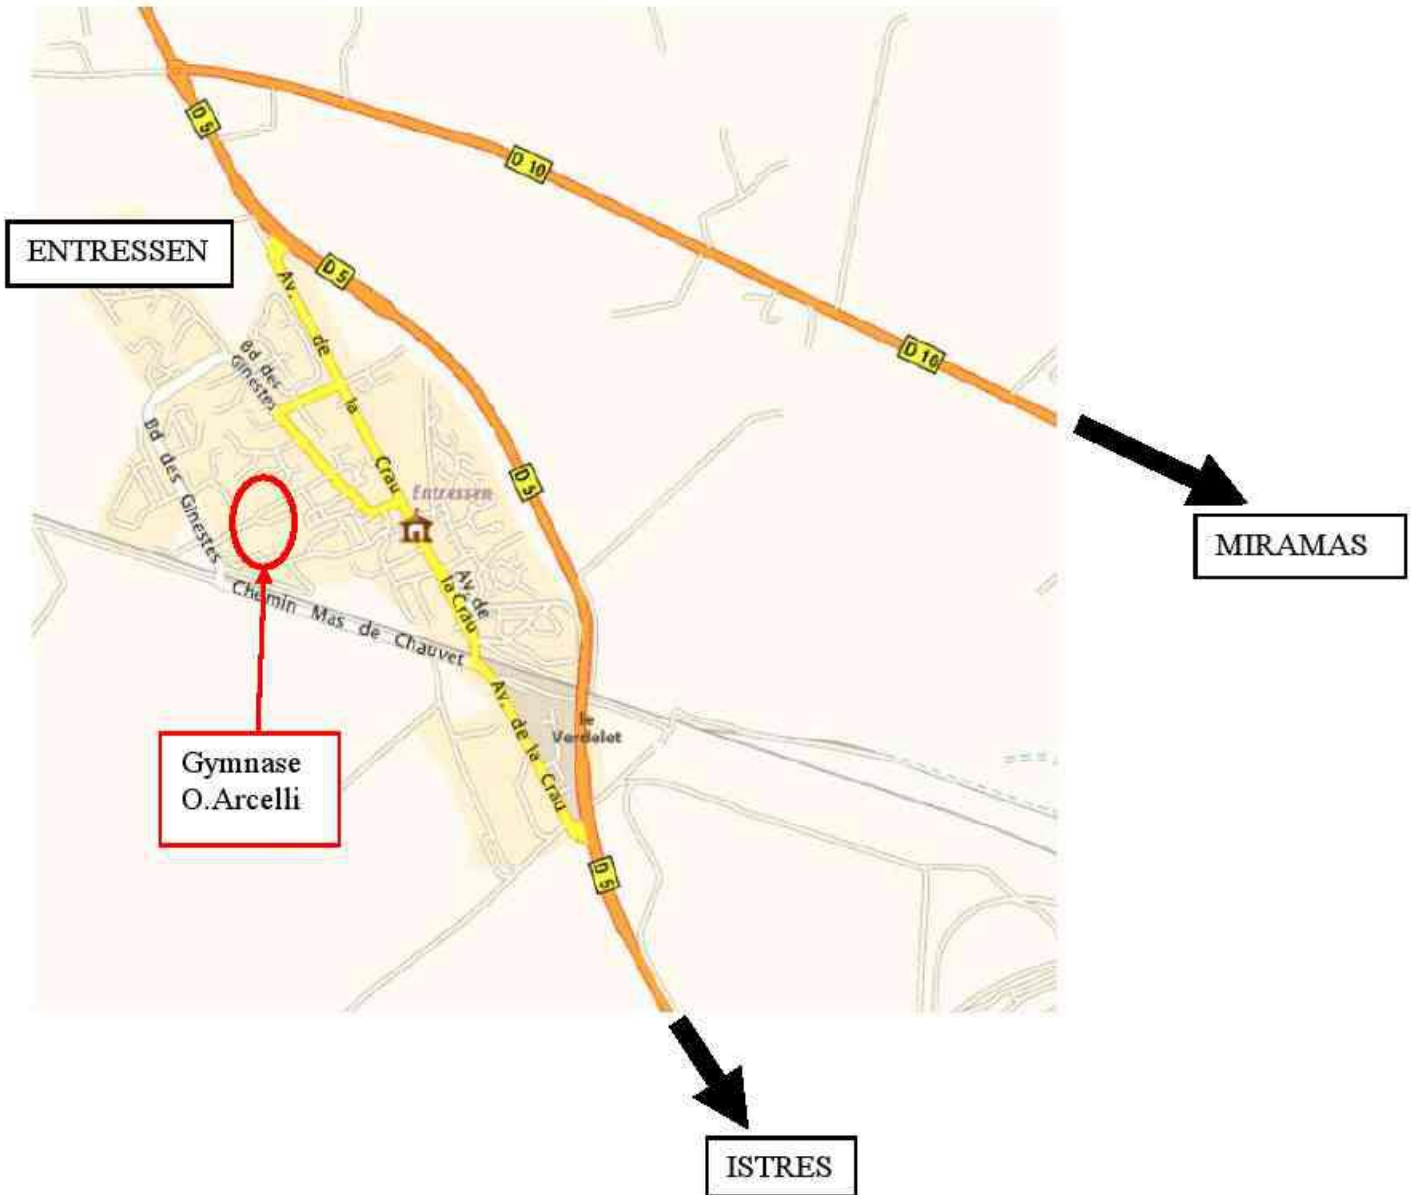 D 5
D 10
ENTRESSEN
D 5
Av. de la Crau
D 10
Bd des
Ginestes
Bd des Ginestes
Entressen
D 5
MIRAMAS
Av. de
la Crau
Chemin Mas de Chauvet
Av. de la Crau
le
Verdelet
Gymnase
O.Arcelli
D 5
ISTRES